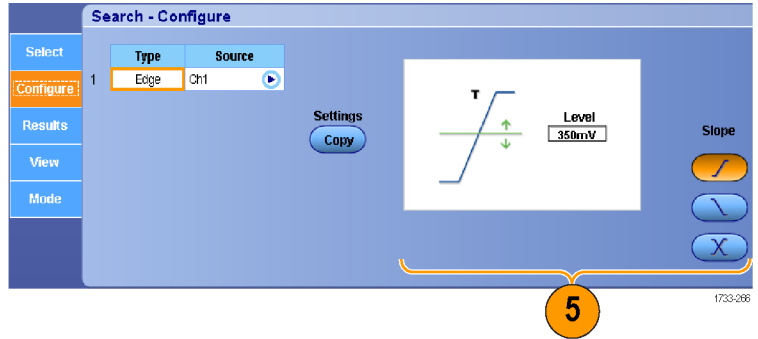 Search - Configure
Select
Configure
Results
View
Mode
Type Source
1 Edge Ch1
Settings
Copy
T
Level
350mV
Slope
5
1733-266